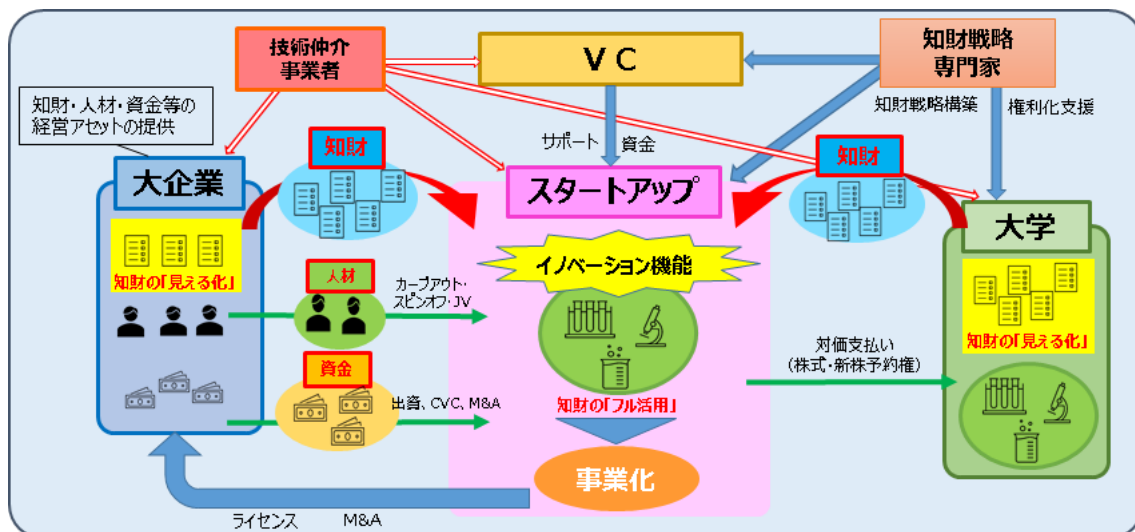 技術仲介
事業者
VC
知財戦略
専門家
知財・人材・資金等の
経営アセットの提供
知財戦略構築
権利化支援
サポート
資金
知財
知財
大企業
スタートアップ
大学
知財の「見える化」
イノベーション機能
人材
カーブアウト・
スピンオフ・JV
知財の「見える化」
対価支払い
(株式・新株予約権)
資金
出資、CVC, M&A
知財の「フル活用」
事業化
ライセンス
M&A